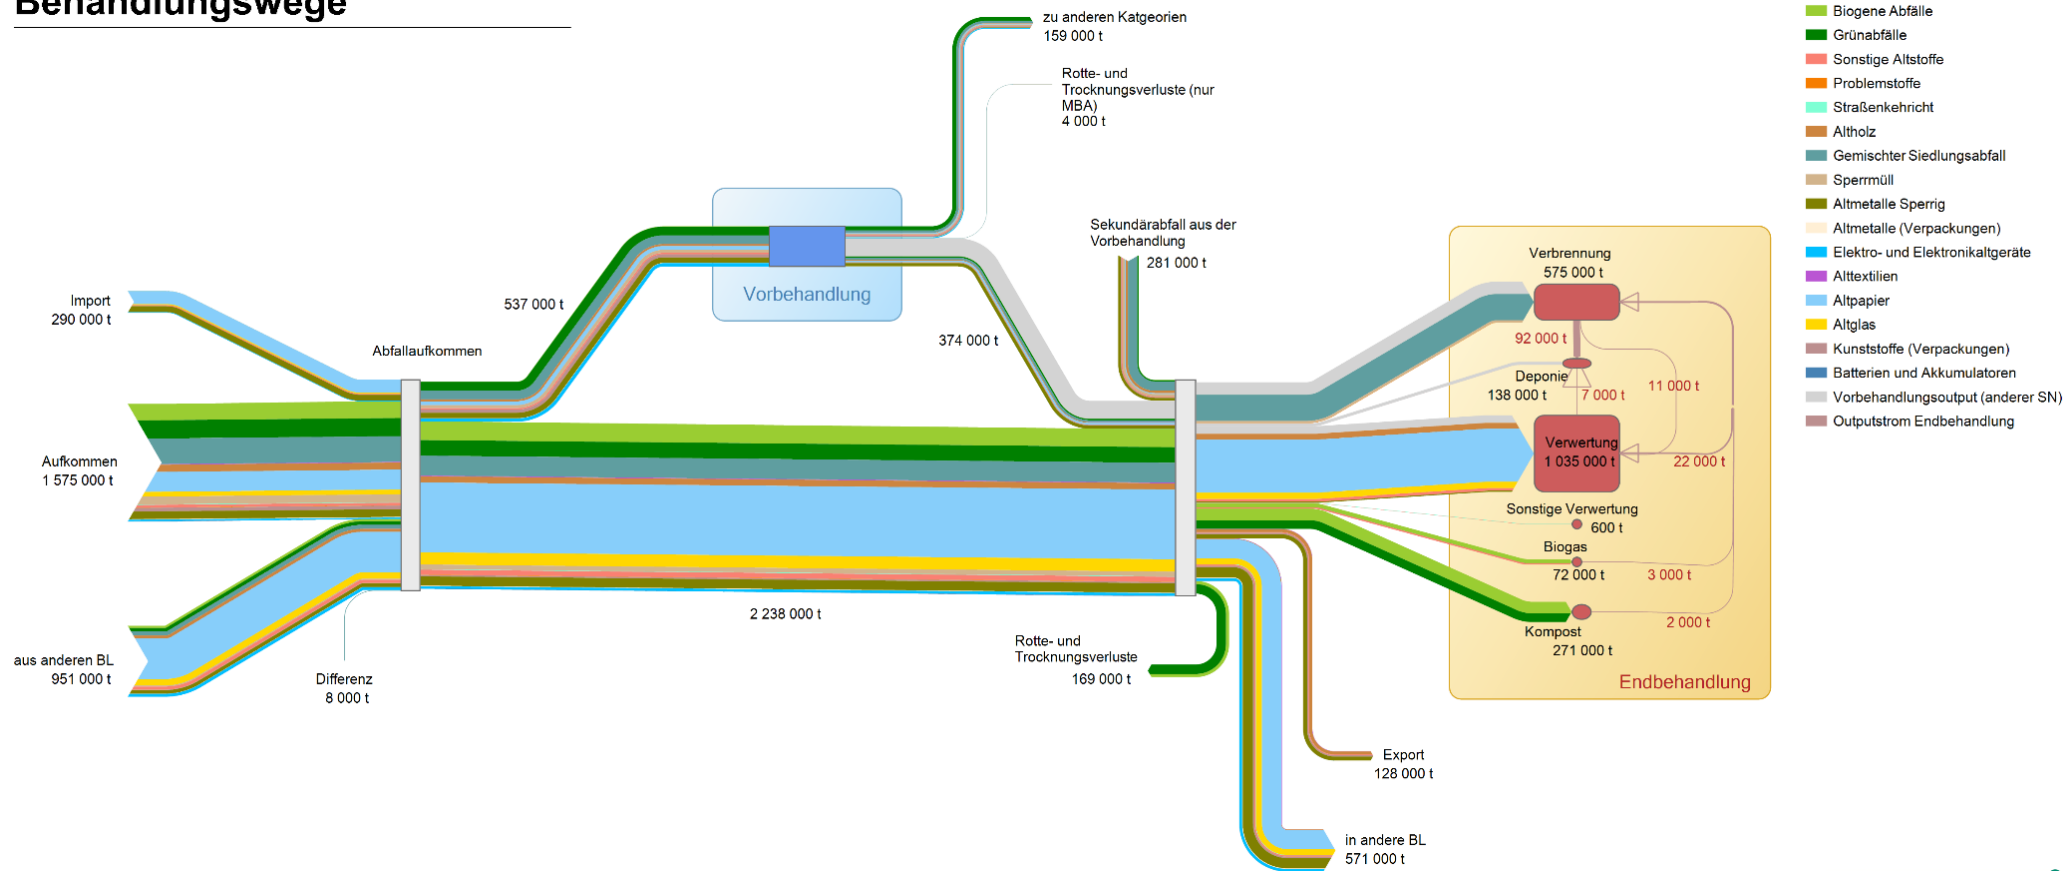 Behandlungswege
zu anderen Katgeorien
159 000 t
Rotte- und
Trocknungsverluste (nur
MBA)
4 000 t
Sekundärabfall aus der
Vorbehandlung
281 000 t
Vorbehandlung
537 000 t
374 000 t
Import
290 000 t
Abfallaufkommen
Aufkommen
1 575 000 t
aus anderen BL
951 000 t
Differenz
8 000 t
2 238 000 t
Rotte- und
Trocknungsverluste
169 000 t
Export
128 000 t
in andere BL
571 000 t
Verbrennung
575 000 t
92 000 t
Deponie
138 000 t
7 000 t
11 000 t
Verwertung
1 035 000 t
22 000 t
Sonstige Verwertung
600 t
Biogas
72 000 t
3 000 t
Kompost
271 000 t
2 000 t
Endbehandlung
Biogene Abfälle
Grünabfälle
Sonstige Altstoffe
Problemstoffe
Straßenkehricht
Altholz
Gemischter Siedlungsabfall
Sperrmüll
Altmetalle Sperrig
Altmetalle (Verpackungen)
Elektro- und Elektronikaltgeräte
Alttextilien
Altpapier
Altglas
Kunststoffe (Verpackungen)
Batterien und Akkumulatoren
Vorbehandlungsoutput (anderer SN)
Outputstrom Endbehandlung